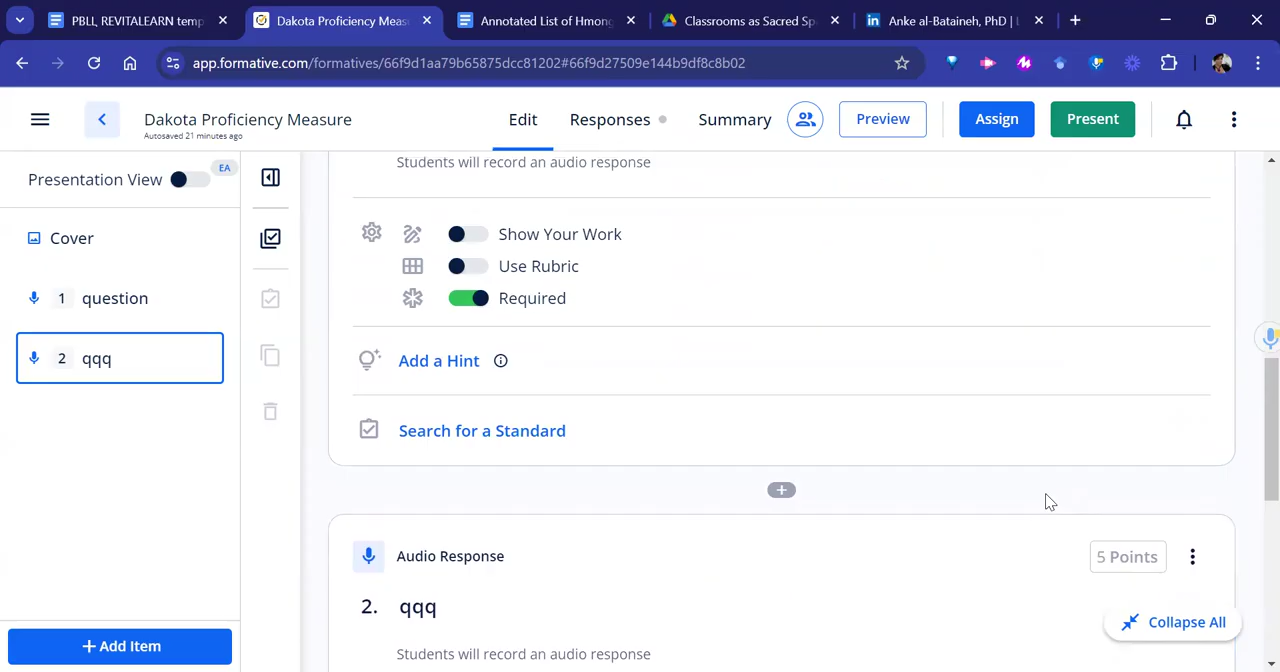 PBLL, REVITALEARN temp
Dakota Proficiency Meas
Annotated List of Hmong
Classrooms as Sacred Sp
Anke al-Bataineh, PhD | L
app.formative.com/formatives/66f9d1aa79b65875dcc81202#66f9d27509e144b9df8c8b02
Dakota Proficiency Measure
Autosaved 21 minutes ago
Edit
Responses
Summary
Preview
Assign
Present
Presentation View
EA
Cover
1 question
2 qqq
+ Add Item
Students will record an audio response
Show Your Work
Use Rubric
Required
Add a Hint
Search for a Standard
Audio Response
5 Points
2. qqq
Collapse All
Students will record an audio response